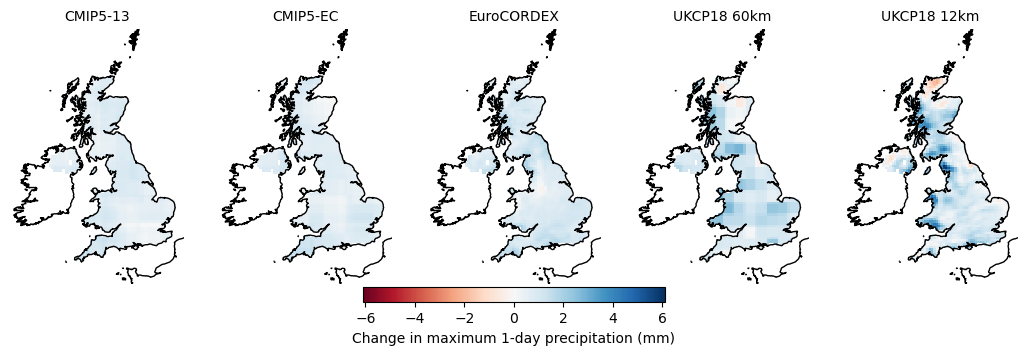 CMIP5-13 CMIP5-EC EuroCORDEX UKCP18 60km UKCP18 12km
−6 −4 −2 0 2 4 6
Change in maximum 1-day precipitation (mm)